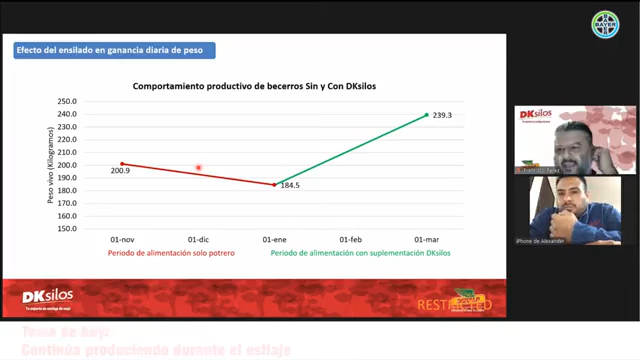 BAYER
Efecto del ensilado en ganancia diaria de peso
Comportamiento productivo de becerros Sin y Con DKsilos
Peso vivo (Kilogramos)
250.0
240.0
230.0
220.0
210.0
200.0
190.0
180.0
170.0
160.0
150.0
200.9
184.5
239.3
01-nov
01-dic
01-ene
01-feb
01-mar
Periodo de alimentación solo potrero
Periodo de alimentación con suplementación DKsilos
DKsilos
DKsilos
iPhone de Alexander
RESTRICTED
Tema de hoy:
Continúa produciendo durante el estiaje